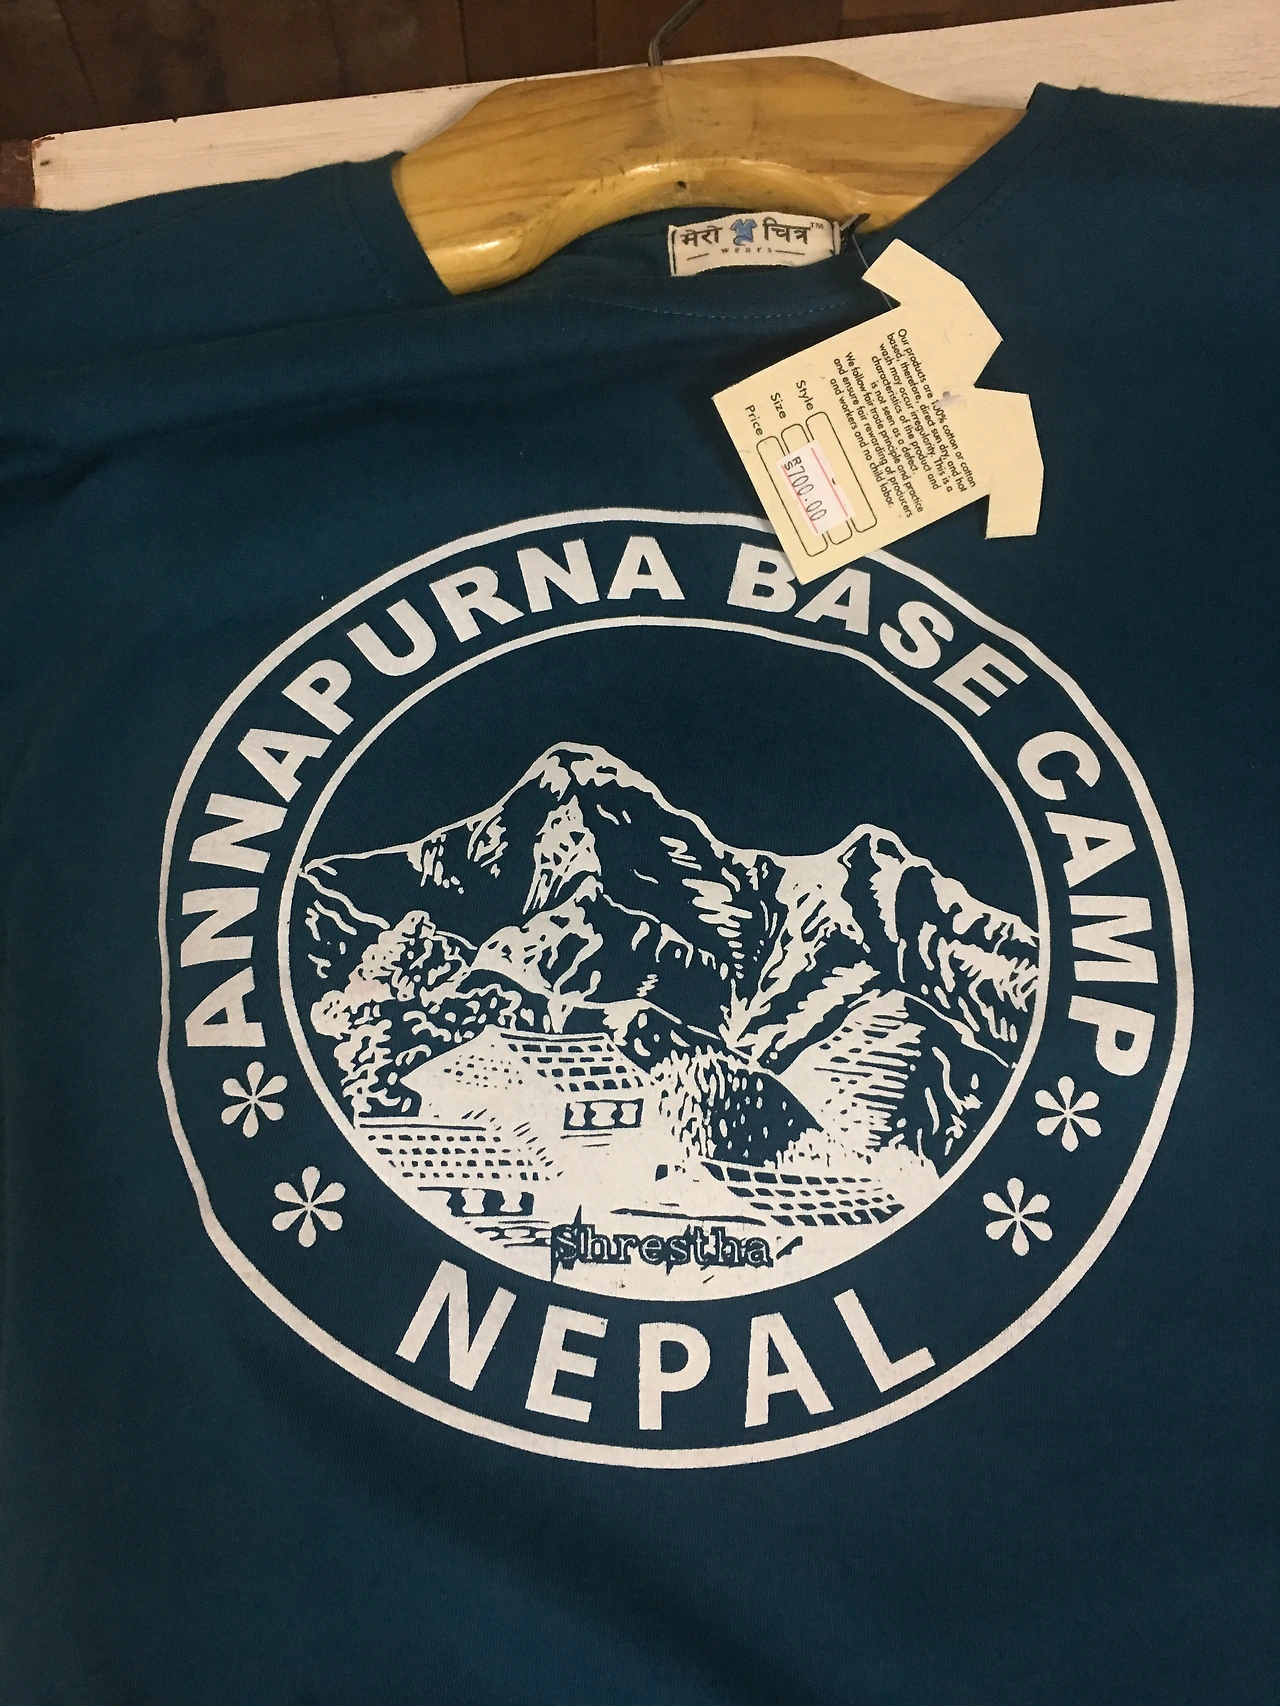 मेरो चित्र™
wears
Our products are 100% cotton or cotton
based, therefore, direct sun dry, and hot
wash may occur irregularity. This is a
characteristics of the product and
is not seen as a defect.
We follow fair trade principle and practice
and ensure fair rewarding of producers
and workers and no child labor.
Style
Size
Price
RS700.00
ANNAPURNA BASE CAMP
Shrestha
NEPAL